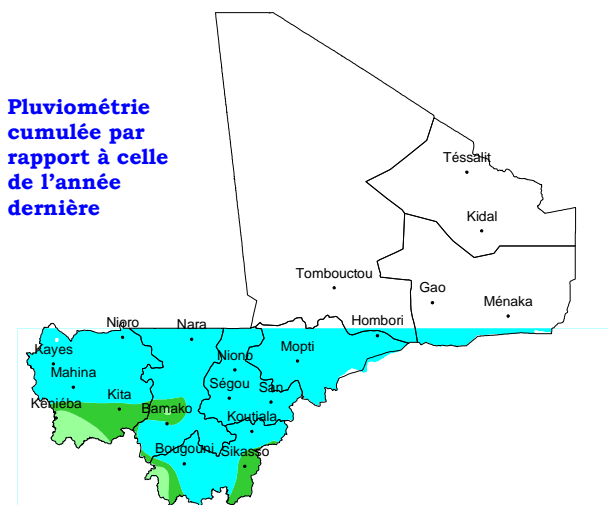 Pluviométrie
cumulée par
rapport à celle
de l'année
dernière
Téssalit
Kidal
Tombouctou
Gao
Ménaka
Hombori
Nioro
Nara
Kayes
Niono
Mopti
Mahina
Ségou
San
Kita
Kéniéba
Bamako
Koutiala
Bougouni
Sikasso